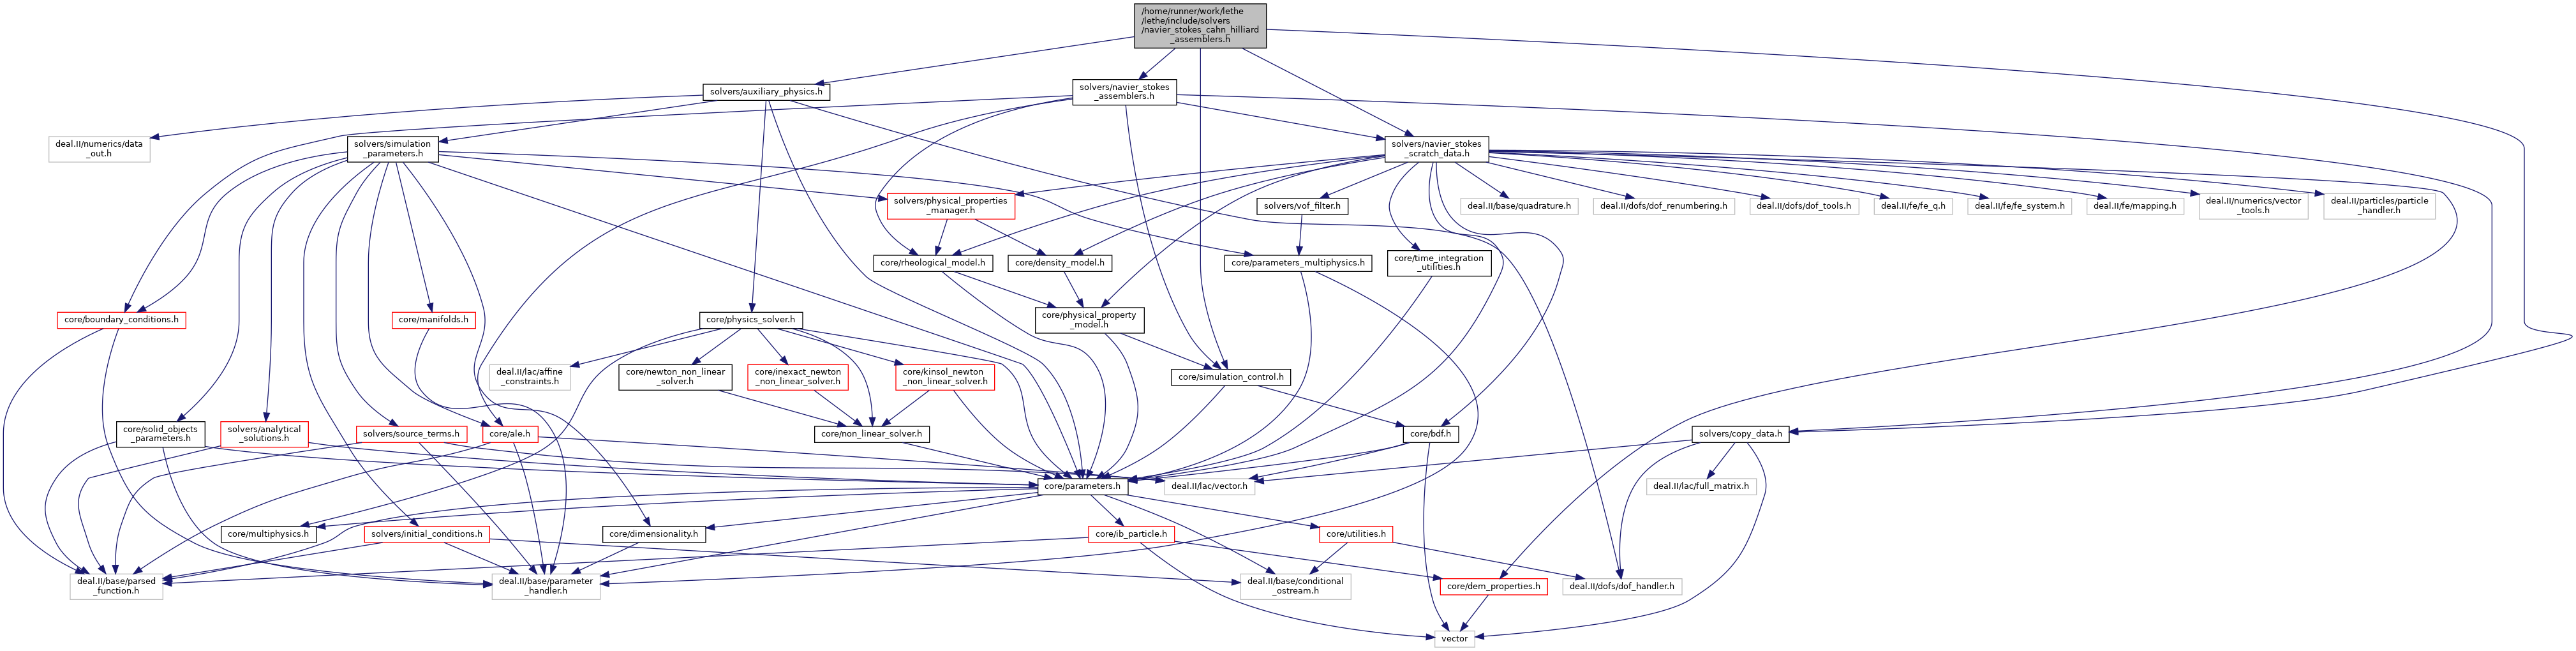 /home/runner/work/lethe
/lethe/include/solvers
/navier_stokes_cahn_hilliard
_assemblers.h
solvers/auxiliary_physics.h
solvers/navier_stokes
_assemblers.h
deal.II/numerics/data
_out.h
solvers/simulation
_parameters.h
solvers/navier_stokes
_scratch_data.h
solvers/physical_properties
_manager.h
solvers/vof_filter.h
deal.II/base/quadrature.h
deal.II/dofs/dof_renumbering.h
deal.II/dofs/dof_tools.h
deal.II/fe/fe_q.h
deal.II/fe/fe_system.h
deal.II/fe/mapping.h
deal.II/numerics/vector
_tools.h
deal.II/particles/particle
_handler.h
core/rheological_model.h
core/density_model.h
core/parameters_multiphysics.h
core/time_integration
_utilities.h
core/boundary_conditions.h
core/manifolds.h
core/physics_solver.h
core/physical_property
_model.h
deal.II/lac/affine
_constraints.h
core/newton_non_linear
_solver.h
core/inexact_newton
_non_linear_solver.h
core/kinsol_newton
_non_linear_solver.h
core/simulation_control.h
core/solid_objects
_parameters.h
solvers/analytical
_solutions.h
solvers/source_terms.h
core/ale.h
core/non_linear_solver.h
core/bdf.h
solvers/copy_data.h
core/parameters.h
deal.II/lac/vector.h
deal.II/lac/full_matrix.h
core/multiphysics.h
solvers/initial_conditions.h
core/dimensionality.h
core/ib_particle.h
core/utilities.h
deal.II/base/parsed
_function.h
deal.II/base/parameter
_handler.h
deal.II/base/conditional
_ostream.h
core/dem_properties.h
deal.II/dofs/dof_handler.h
vector